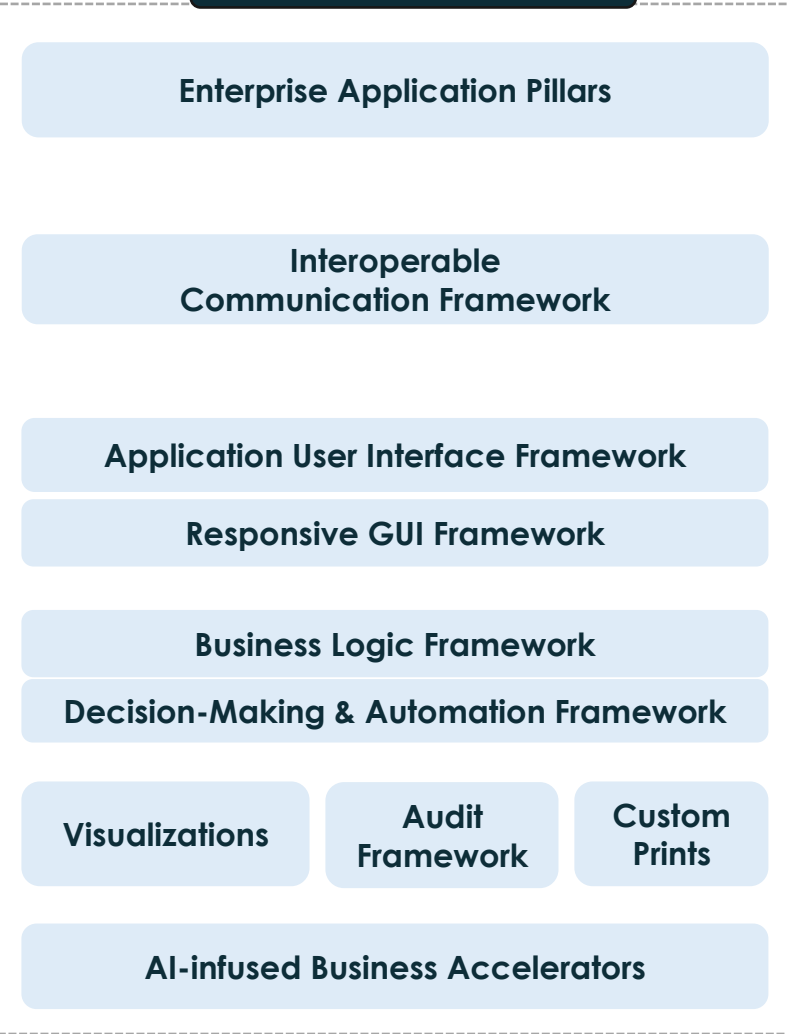 Enterprise Application Pillars
Interoperable
Communication Framework
Application User Interface Framework
Responsive GUI Framework
Business Logic Framework
Decision-Making & Automation Framework
Visualizations
Audit
Framework
Custom
Prints
AI-infused Business Accelerators